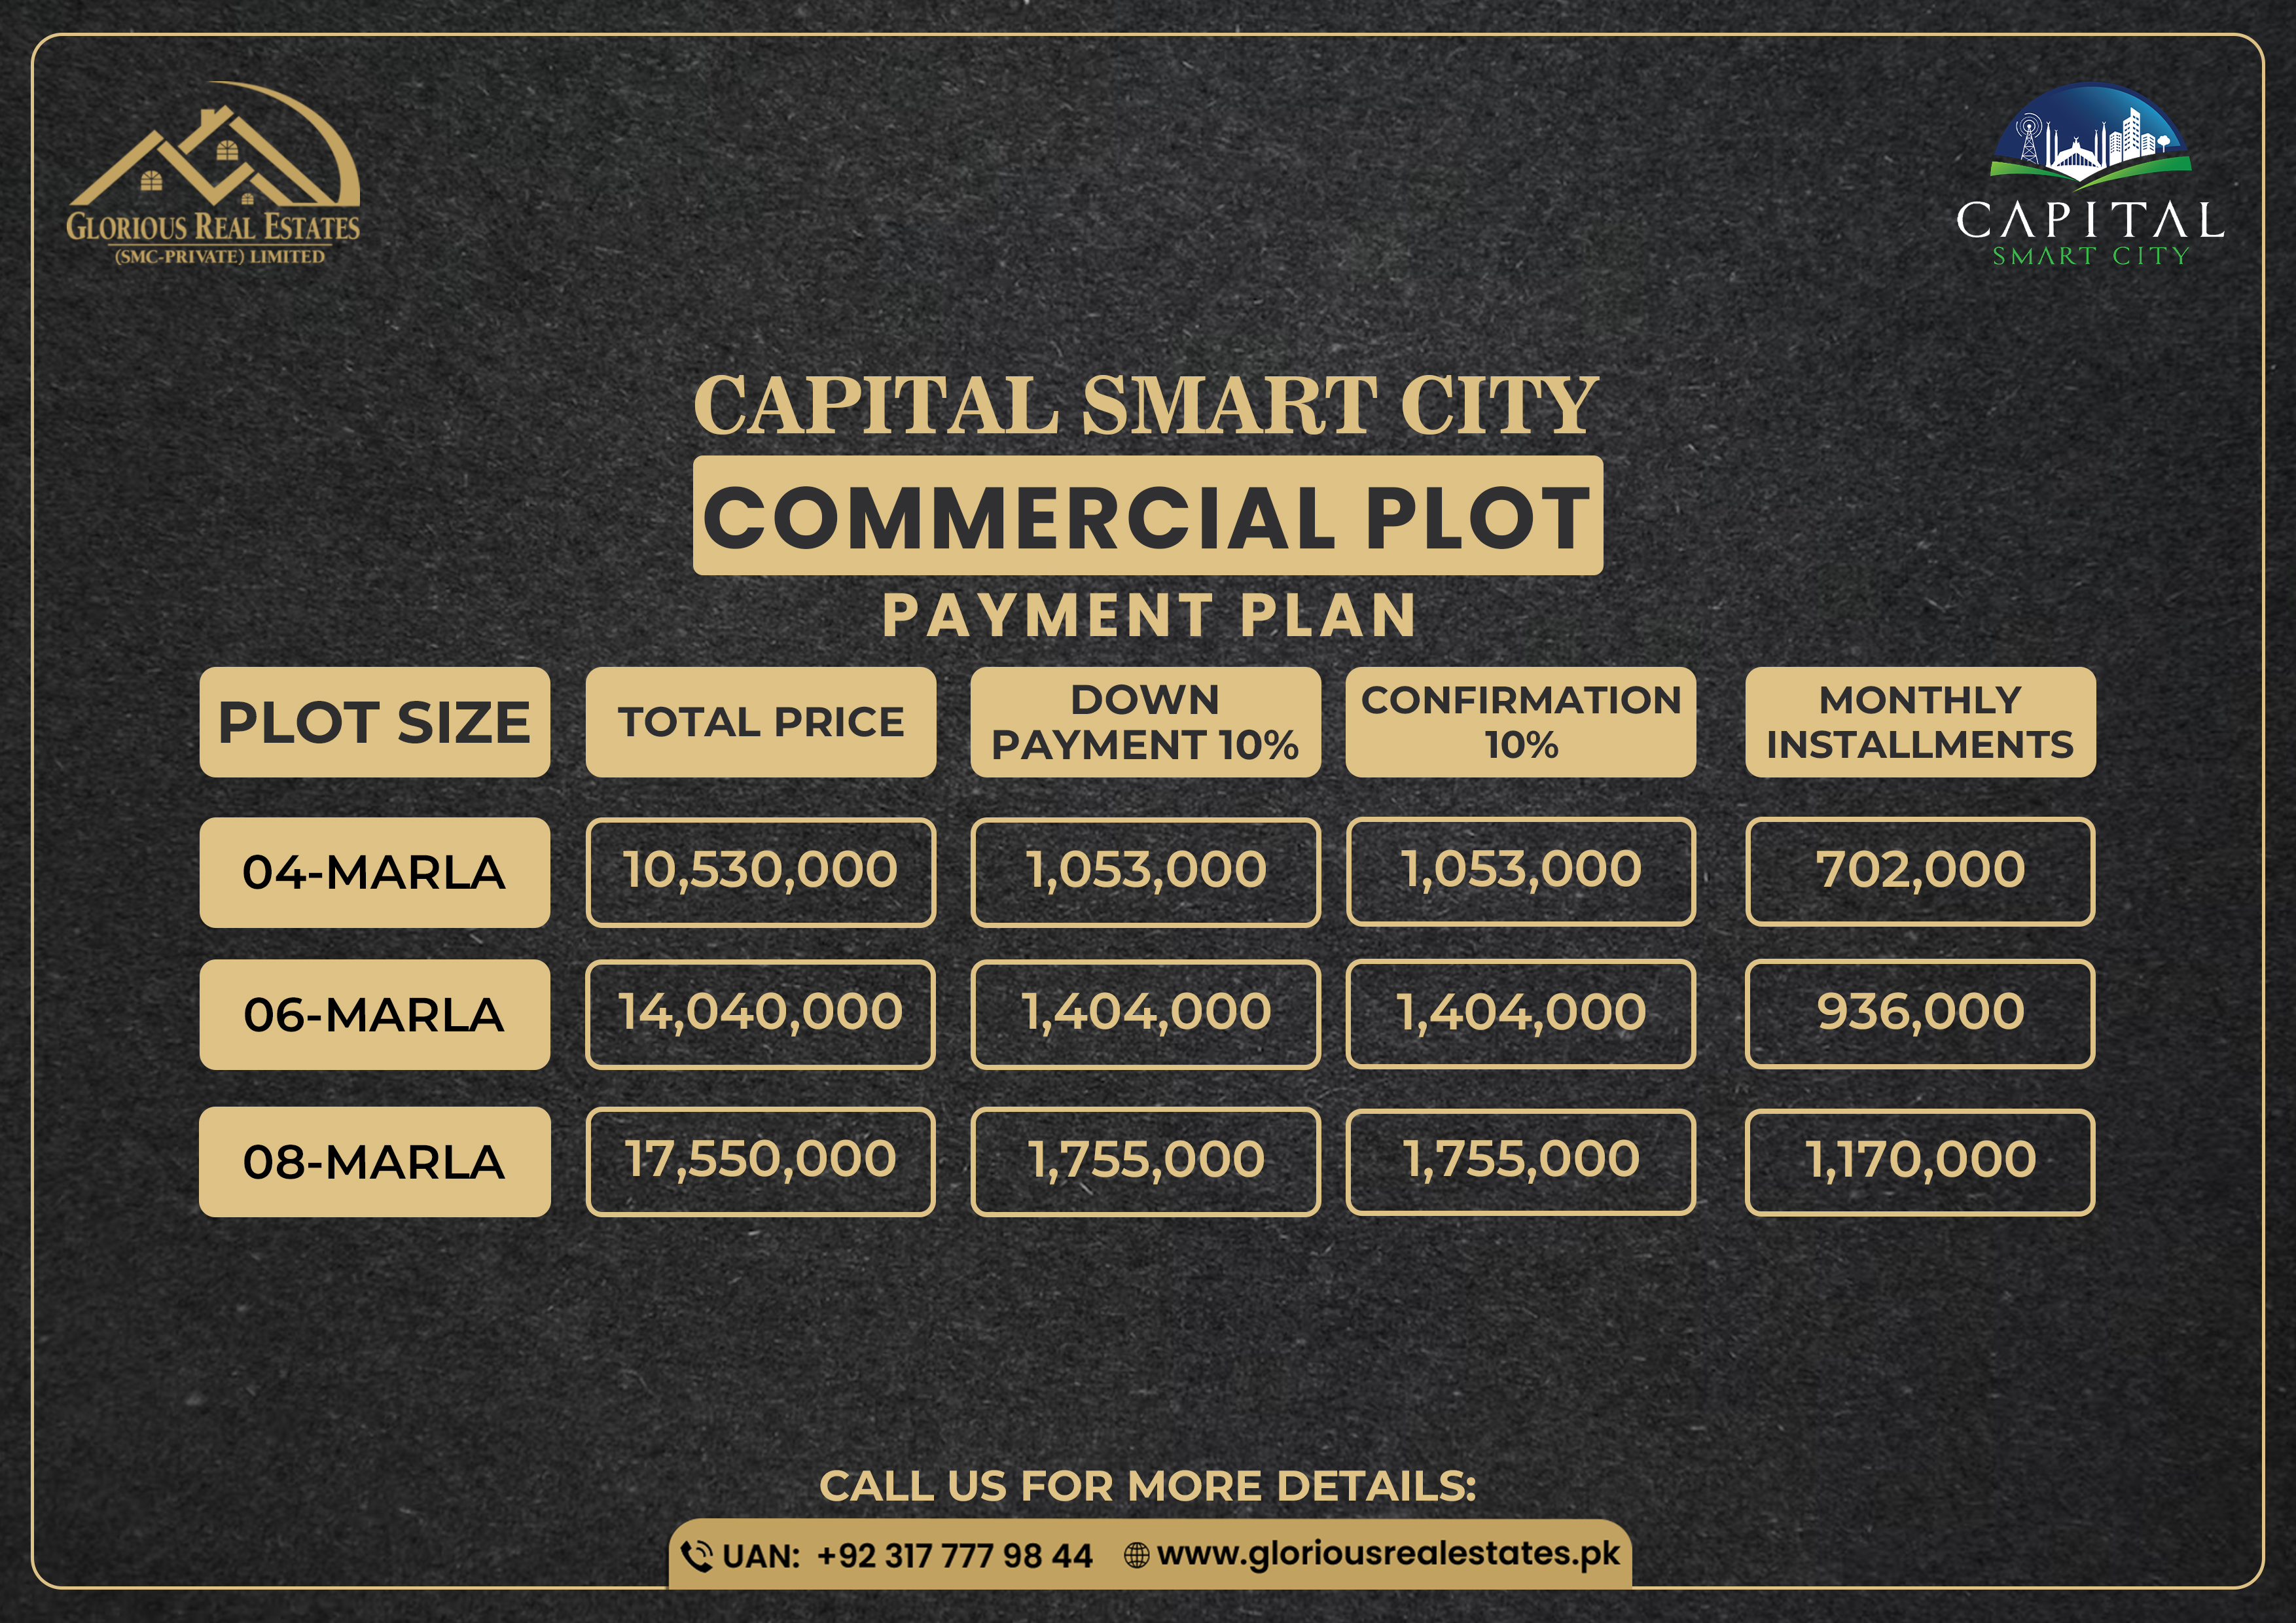 GLORIOUS REAL ESTATES
(SMC-PRIVATE) LIMITED
CAPITAL
SMART CITY
CAPITAL SMART CITY
COMMERCIAL PLOT
PAYMENT PLAN
PLOT SIZE TOTAL PRICE DOWN PAYMENT 10% CONFIRMATION 10% MONTHLY INSTALLMENTS
04-MARLA 10,530,000 1,053,000 1,053,000 702,000
06-MARLA 14,040,000 1,404,000 1,404,000 936,000
08-MARLA 17,550,000 1,755,000 1,755,000 1,170,000
CALL US FOR MORE DETAILS:
UAN: +92 317 777 98 44 www.gloriousrealestates.pk